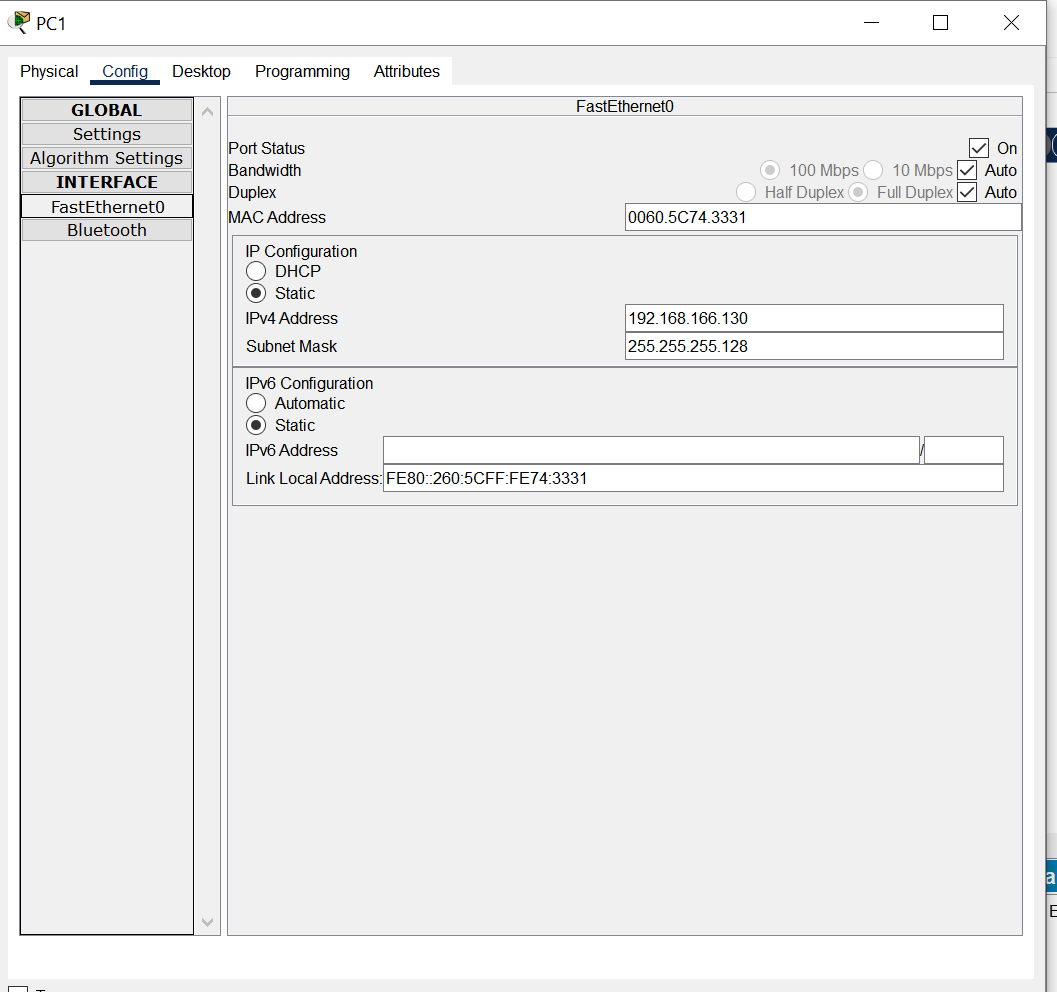 PC1
Physical Config Desktop Programming Attributes
GLOBAL
Settings
Algorithm Settings
INTERFACE
FastEthernet0
Bluetooth
FastEthernet0
Port Status On
Bandwidth 100 Mbps 10 Mbps Auto
Duplex Half Duplex Full Duplex Auto
MAC Address 0060.5C74.3331
IP Configuration
DHCP
Static
IPv4 Address 192.168.166.130
Subnet Mask 255.255.255.128
IPv6 Configuration
Automatic
Static
IPv6 Address /
Link Local Address: FE80::260:5CFF:FE74:3331